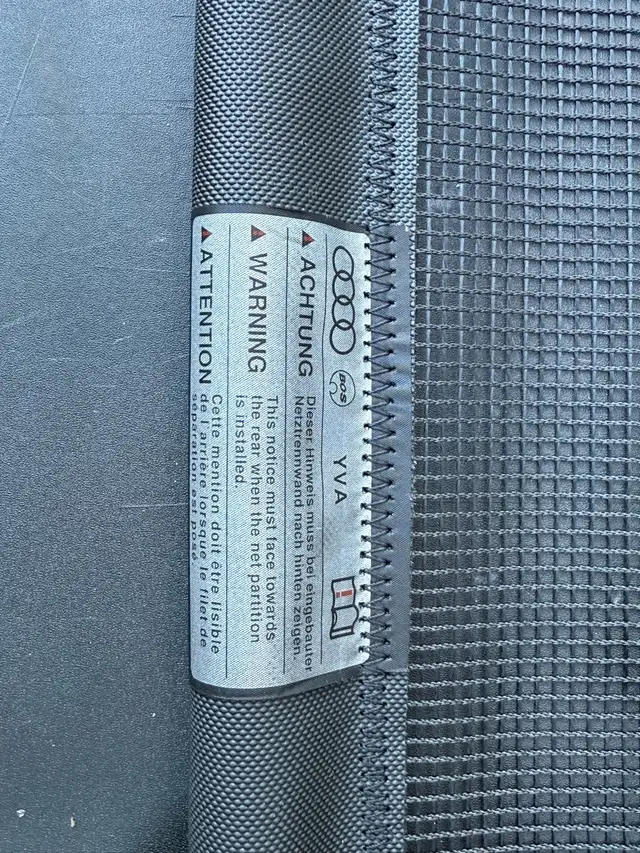 BOS
YVA
ACHTUNG
Dieser Hinweis muss bei eingebauter
Netztrennwand nach hinten zeigen.
WARNING
This notice must face towards
the rear when the net partition
is installed.
ATTENTION
Cette mention doit être lisible
de l'arrière lorsque le filet de
séparation est posé